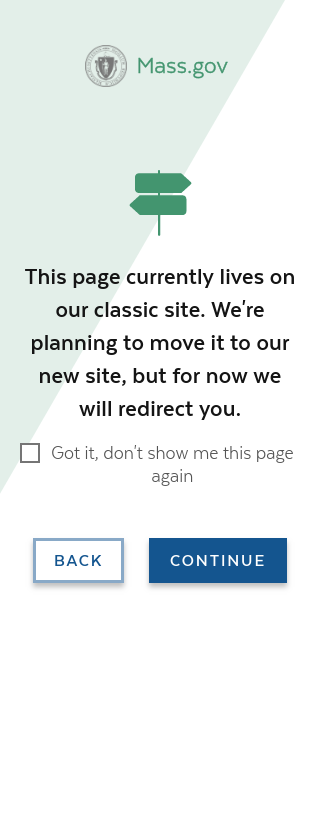 Mass.gov
This page currently lives on
our classic site. We're
planning to move it to our
new site, but for now we
will redirect you.
Got it, don't show me this page
again
BACK CONTINUE